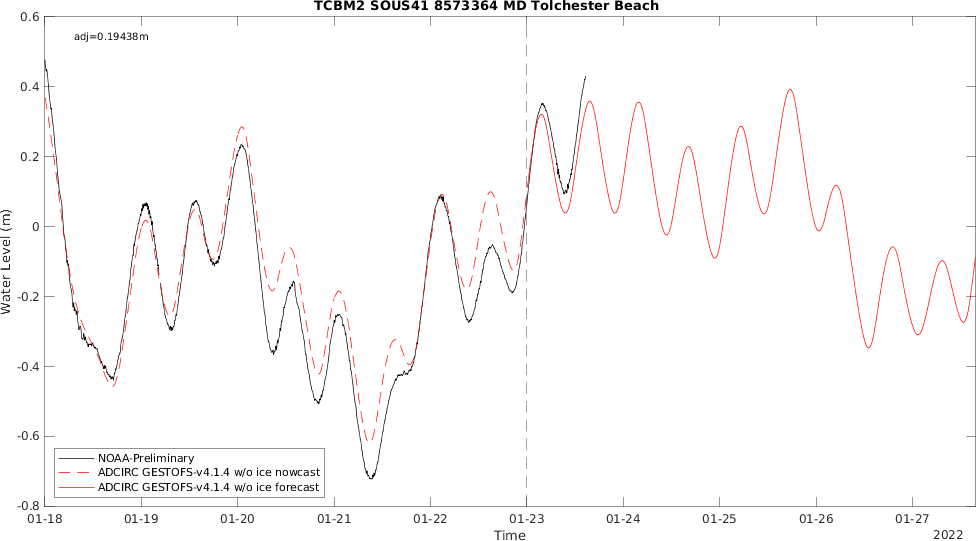 TCBM2 SOUS41 8573364 MD Tolchester Beach
adj=0.19438m
0.6
0.4
0.2
0
-0.2
-0.4
-0.6
-0.8
Water Level (m)
NOAA-Preliminary
ADCIRC GESTOFS-v4.1.4 w/o ice nowcast
ADCIRC GESTOFS-v4.1.4 w/o ice forecast
01-18 01-19 01-20 01-21 01-22 01-23 01-24 01-25 01-26 01-27
Time
2022